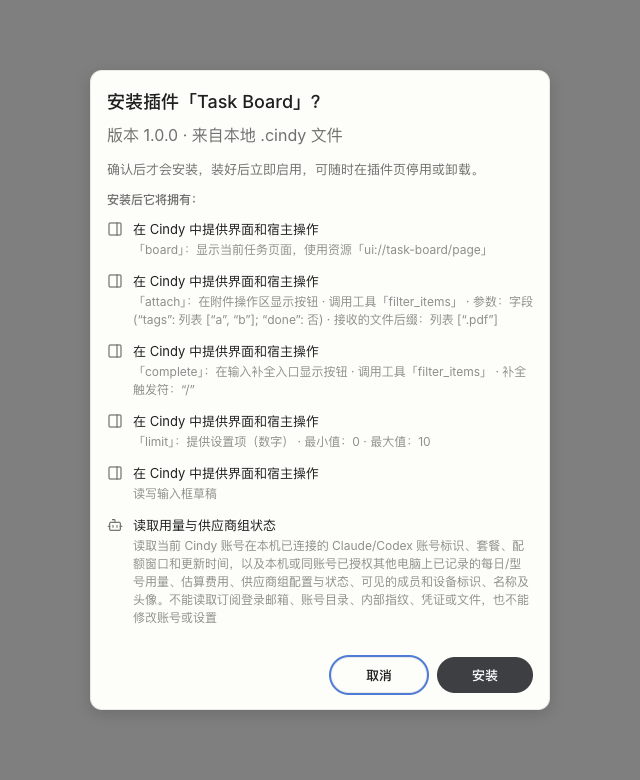 安装插件「Task Board」?
版本 1.0.0 · 来自本地 .cindy 文件
确认后才会安装，装好后立即启用，可随时在插件页停用或卸载。
安装后它将拥有：
在 Cindy 中提供界面和宿主操作
「board」：显示当前任务页面，使用资源「ui://task-board/page」
在 Cindy 中提供界面和宿主操作
「attach」：在附件操作区显示按钮 · 调用工具「filter_items」 · 参数：字段
(“tags”: 列表 [“a”, “b”]; “done”: 否) · 接收的文件后缀：列表 [“.pdf”]
在 Cindy 中提供界面和宿主操作
「complete」：在输入补全入口显示按钮 · 调用工具「filter_items」 · 补全
触发符：“/”
在 Cindy 中提供界面和宿主操作
「limit」：提供设置项（数字） · 最小值：0 · 最大值：10
在 Cindy 中提供界面和宿主操作
读写输入框草稿
读取用量与供应商组状态
读取当前 Cindy 账号在本机已连接的 Claude/Codex 账号标识、套餐、配
额窗口和更新时间，以及本机或同账号已授权其他电脑上已记录的每日/型
号用量、估算费用、供应商组配置与状态、可见的成员和设备标识、名称及
头像。不能读取订阅登录邮箱、账号目录、内部指纹、凭证或文件，也不能
修改账号或设置
取消
安装